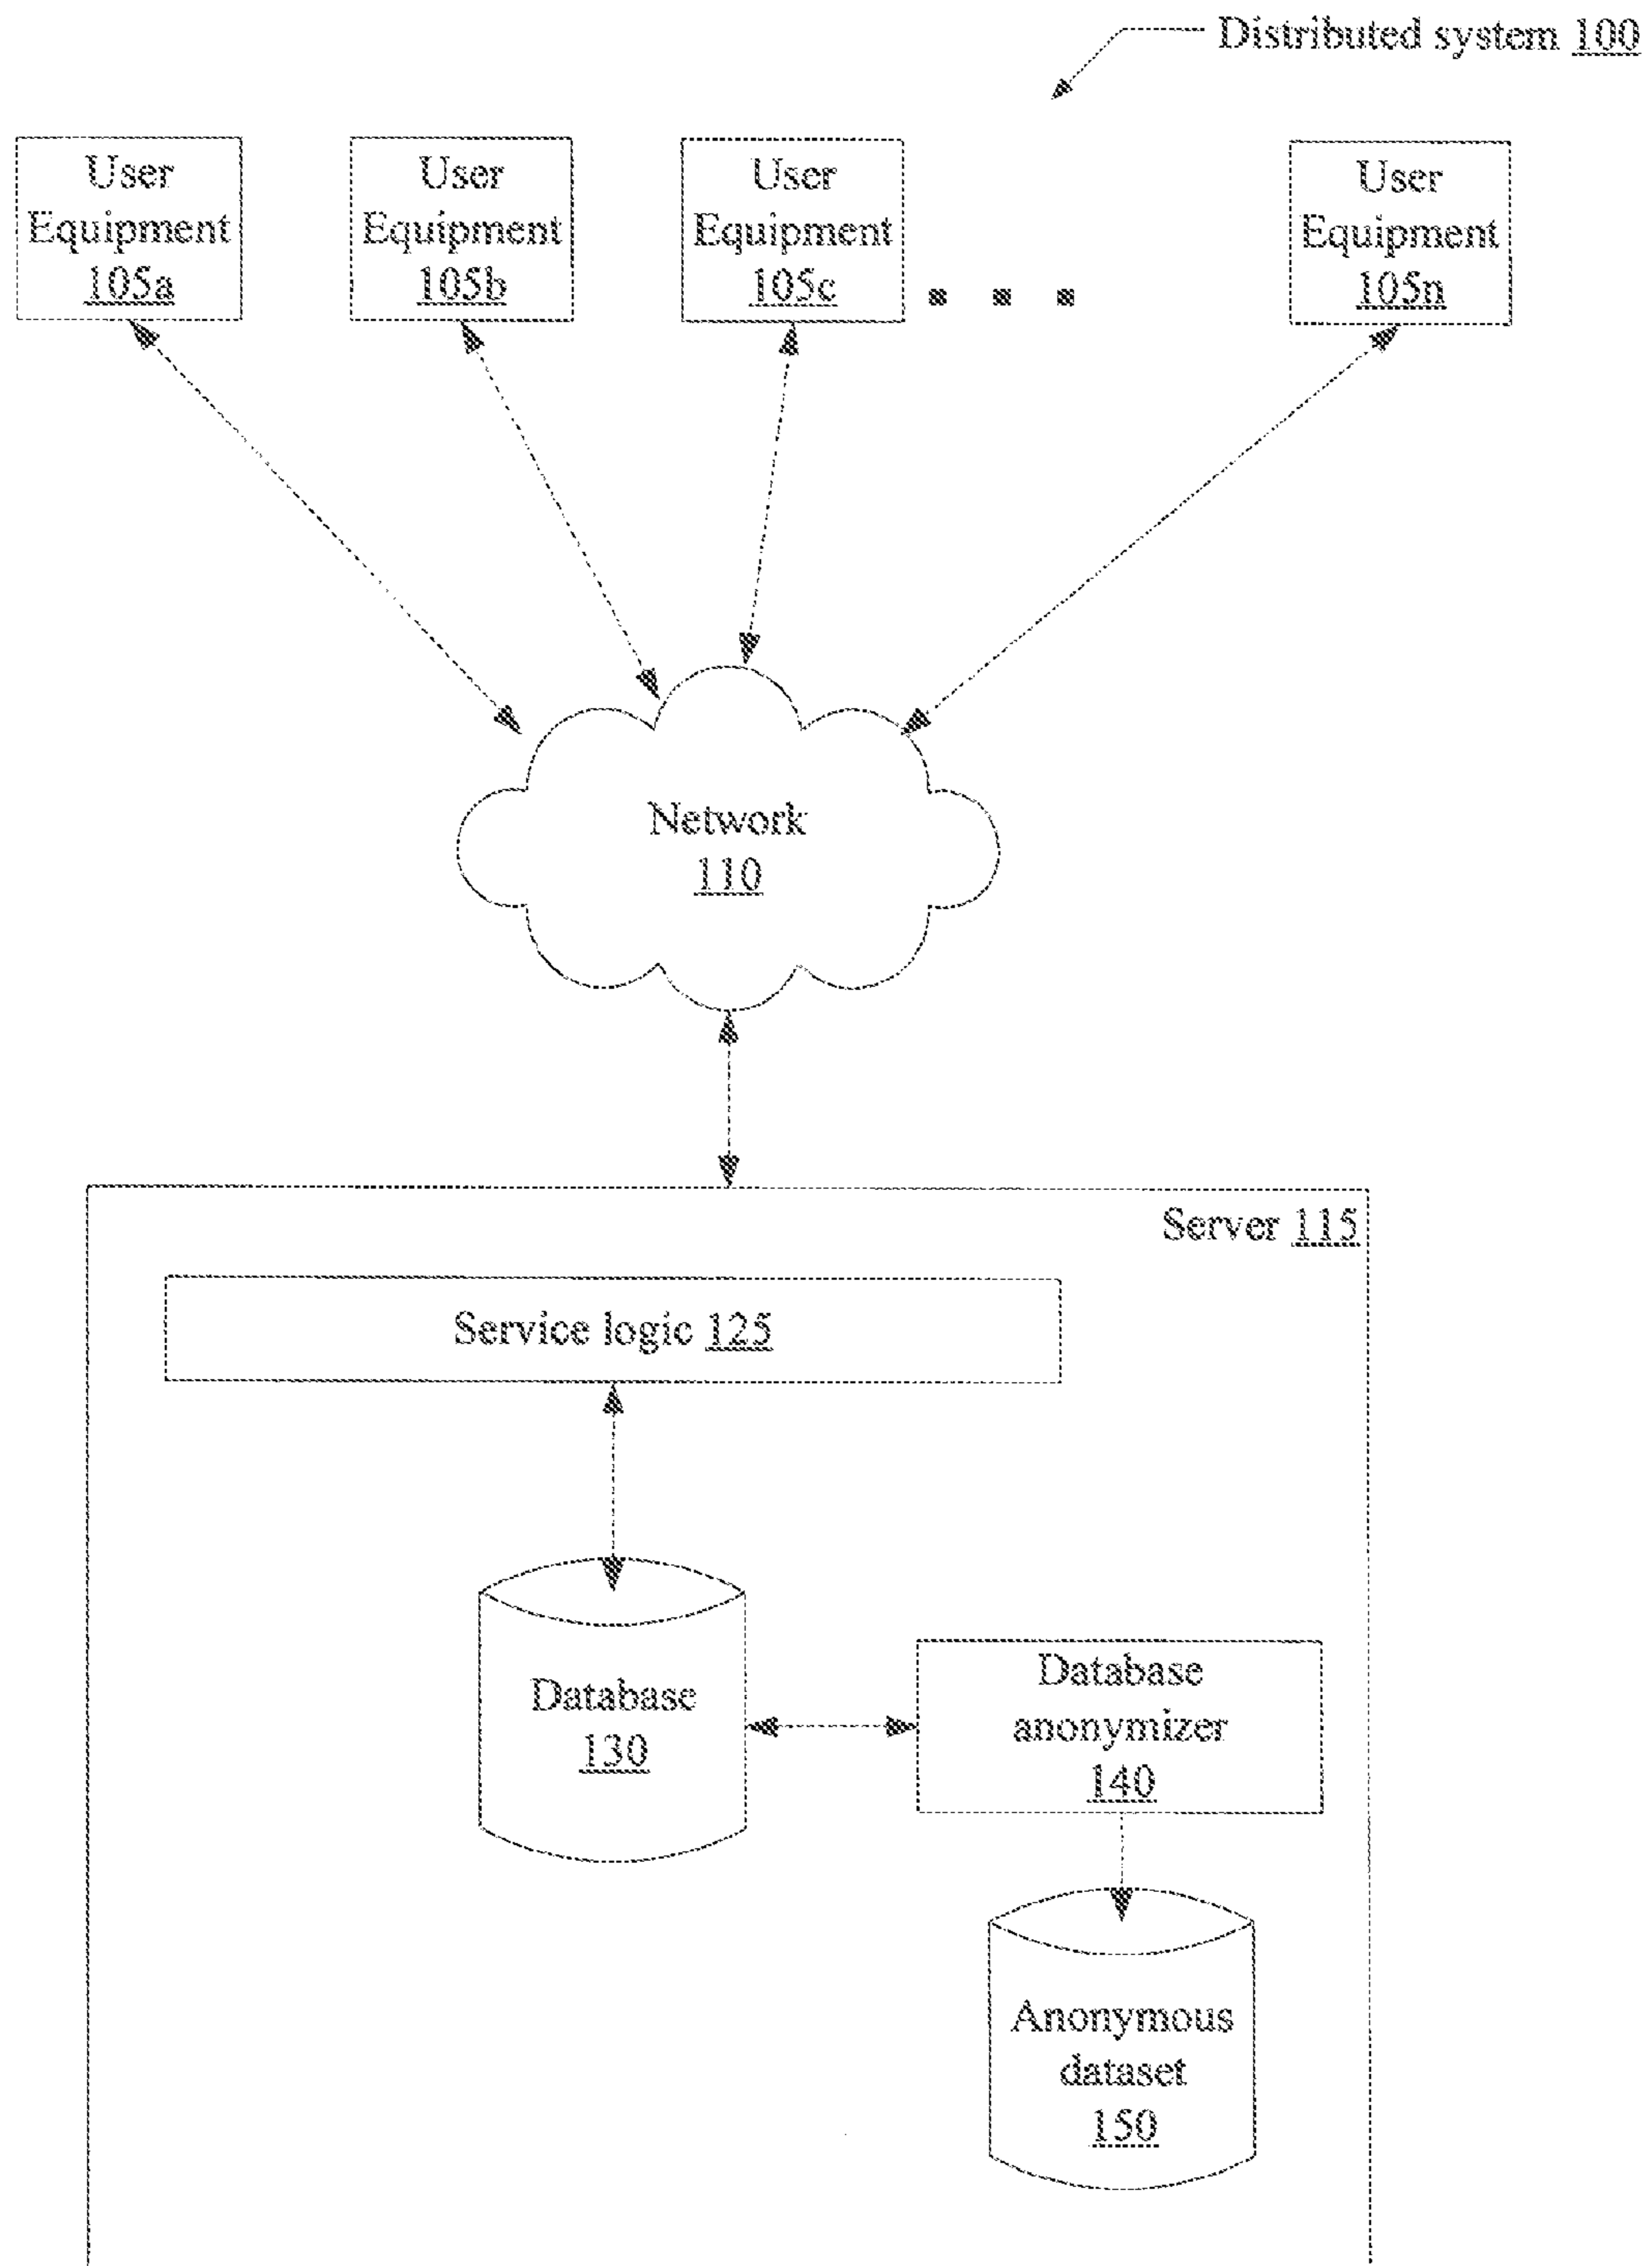 Distributed system 100
User
Equipment
105a
User
Equipment
105b
User
Equipment
105c
User
Equipment
105n
Network
110
Server 115
Service logic 125
Database
130
Database
anonymizer
140
Anonymous
dataset
150